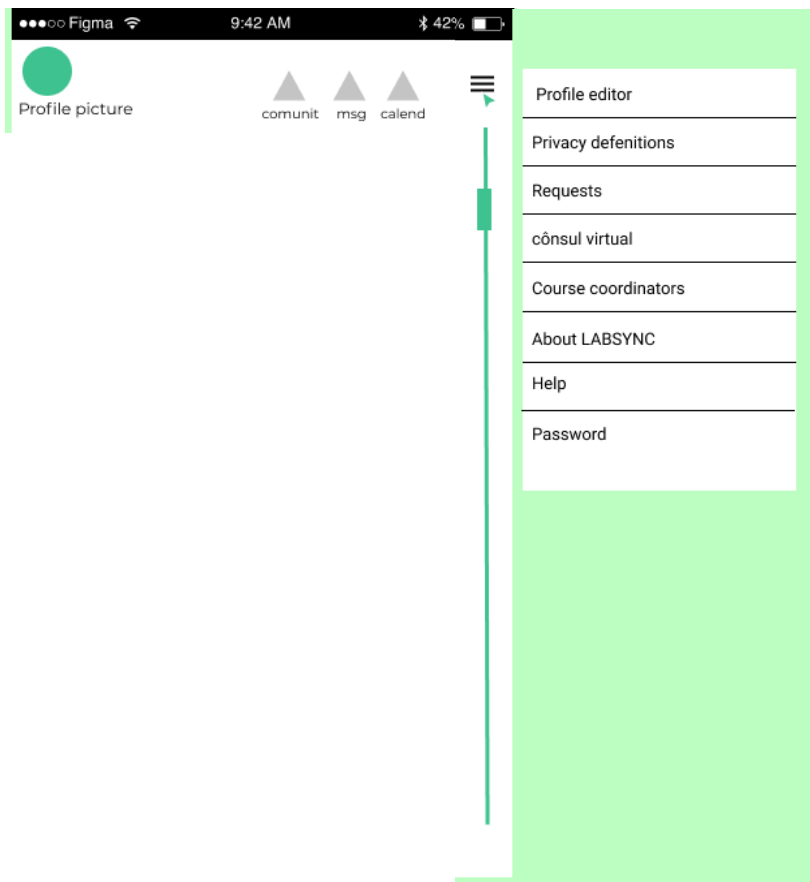 Figma 9:42 AM 42%
Profile picture
comunit msg calend
Profile editor
Privacy defenitions
Requests
cônsul virtual
Course coordinators
About LABSYNC
Help
Password